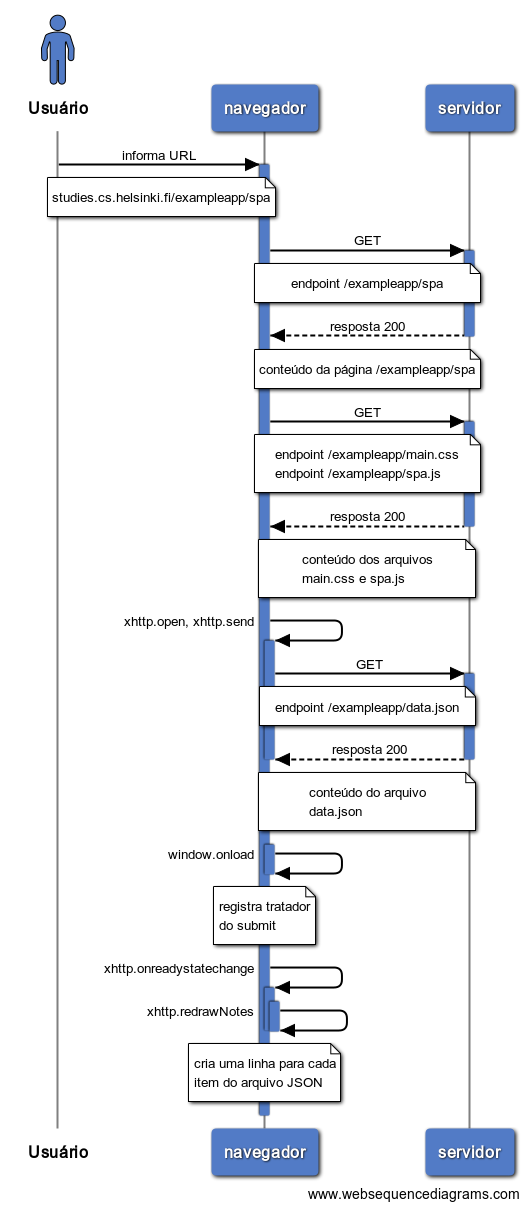 Usuário
navegador
servidor
informa URL
studies.cs.helsinki.fi/exampleapp/spa
GET
endpoint /exampleapp/spa
resposta 200
conteúdo da página /exampleapp/spa
GET
endpoint /exampleapp/main.css
endpoint /exampleapp/spa.js
resposta 200
conteúdo dos arquivos
main.css e spa.js
xhttp.open, xhttp.send
GET
endpoint /exampleapp/data.json
resposta 200
conteúdo do arquivo
data.json
window.onload
registra tratador
do submit
xhttp.onreadystatechange
xhttp.redrawNotes
cria uma linha para cada
item do arquivo JSON
Usuário
navegador
servidor
www.websequencediagrams.com